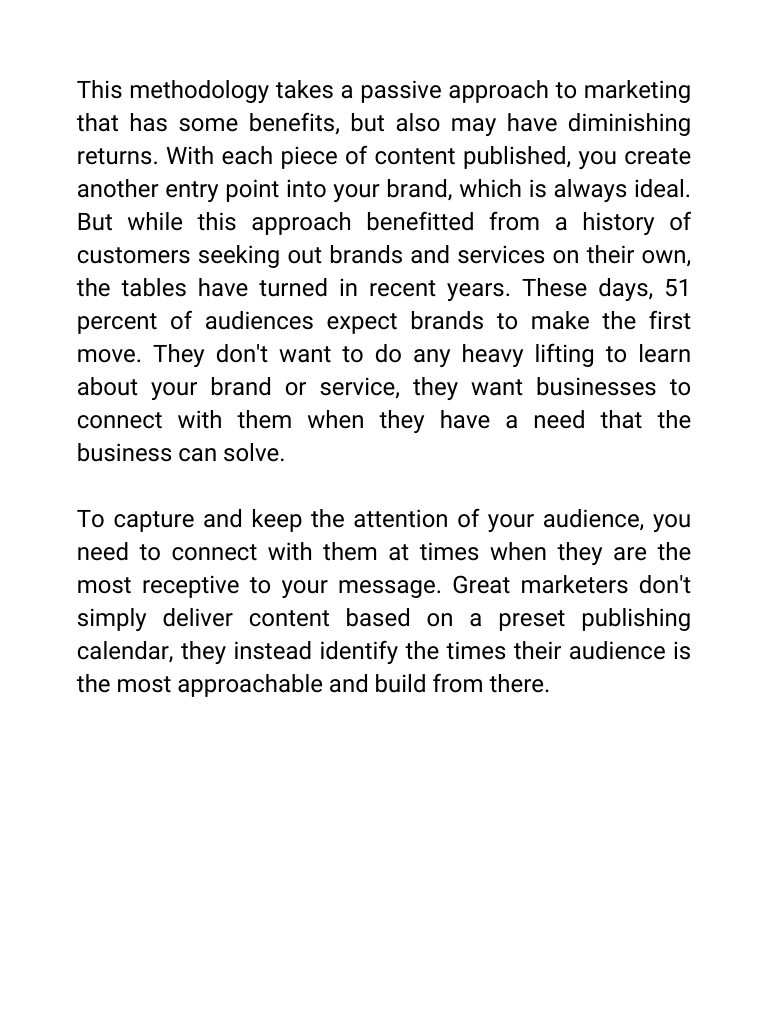 This methodology takes a passive approach to marketing
that has some benefits, but also may have diminishing
returns. With each piece of content published, you create
another entry point into your brand, which is always ideal.
But while this approach benefitted from a history of
customers seeking out brands and services on their own,
the tables have turned in recent years. These days, 51
percent of audiences expect brands to make the first
move. They don't want to do any heavy lifting to learn
about your brand or service, they want businesses to
connect with them when they have a need that the
business can solve.
To capture and keep the attention of your audience, you
need to connect with them at times when they are the
most receptive to your message. Great marketers don't
simply deliver content based on a preset publishing
calendar, they instead identify the times their audience is
the most approachable and build from there.